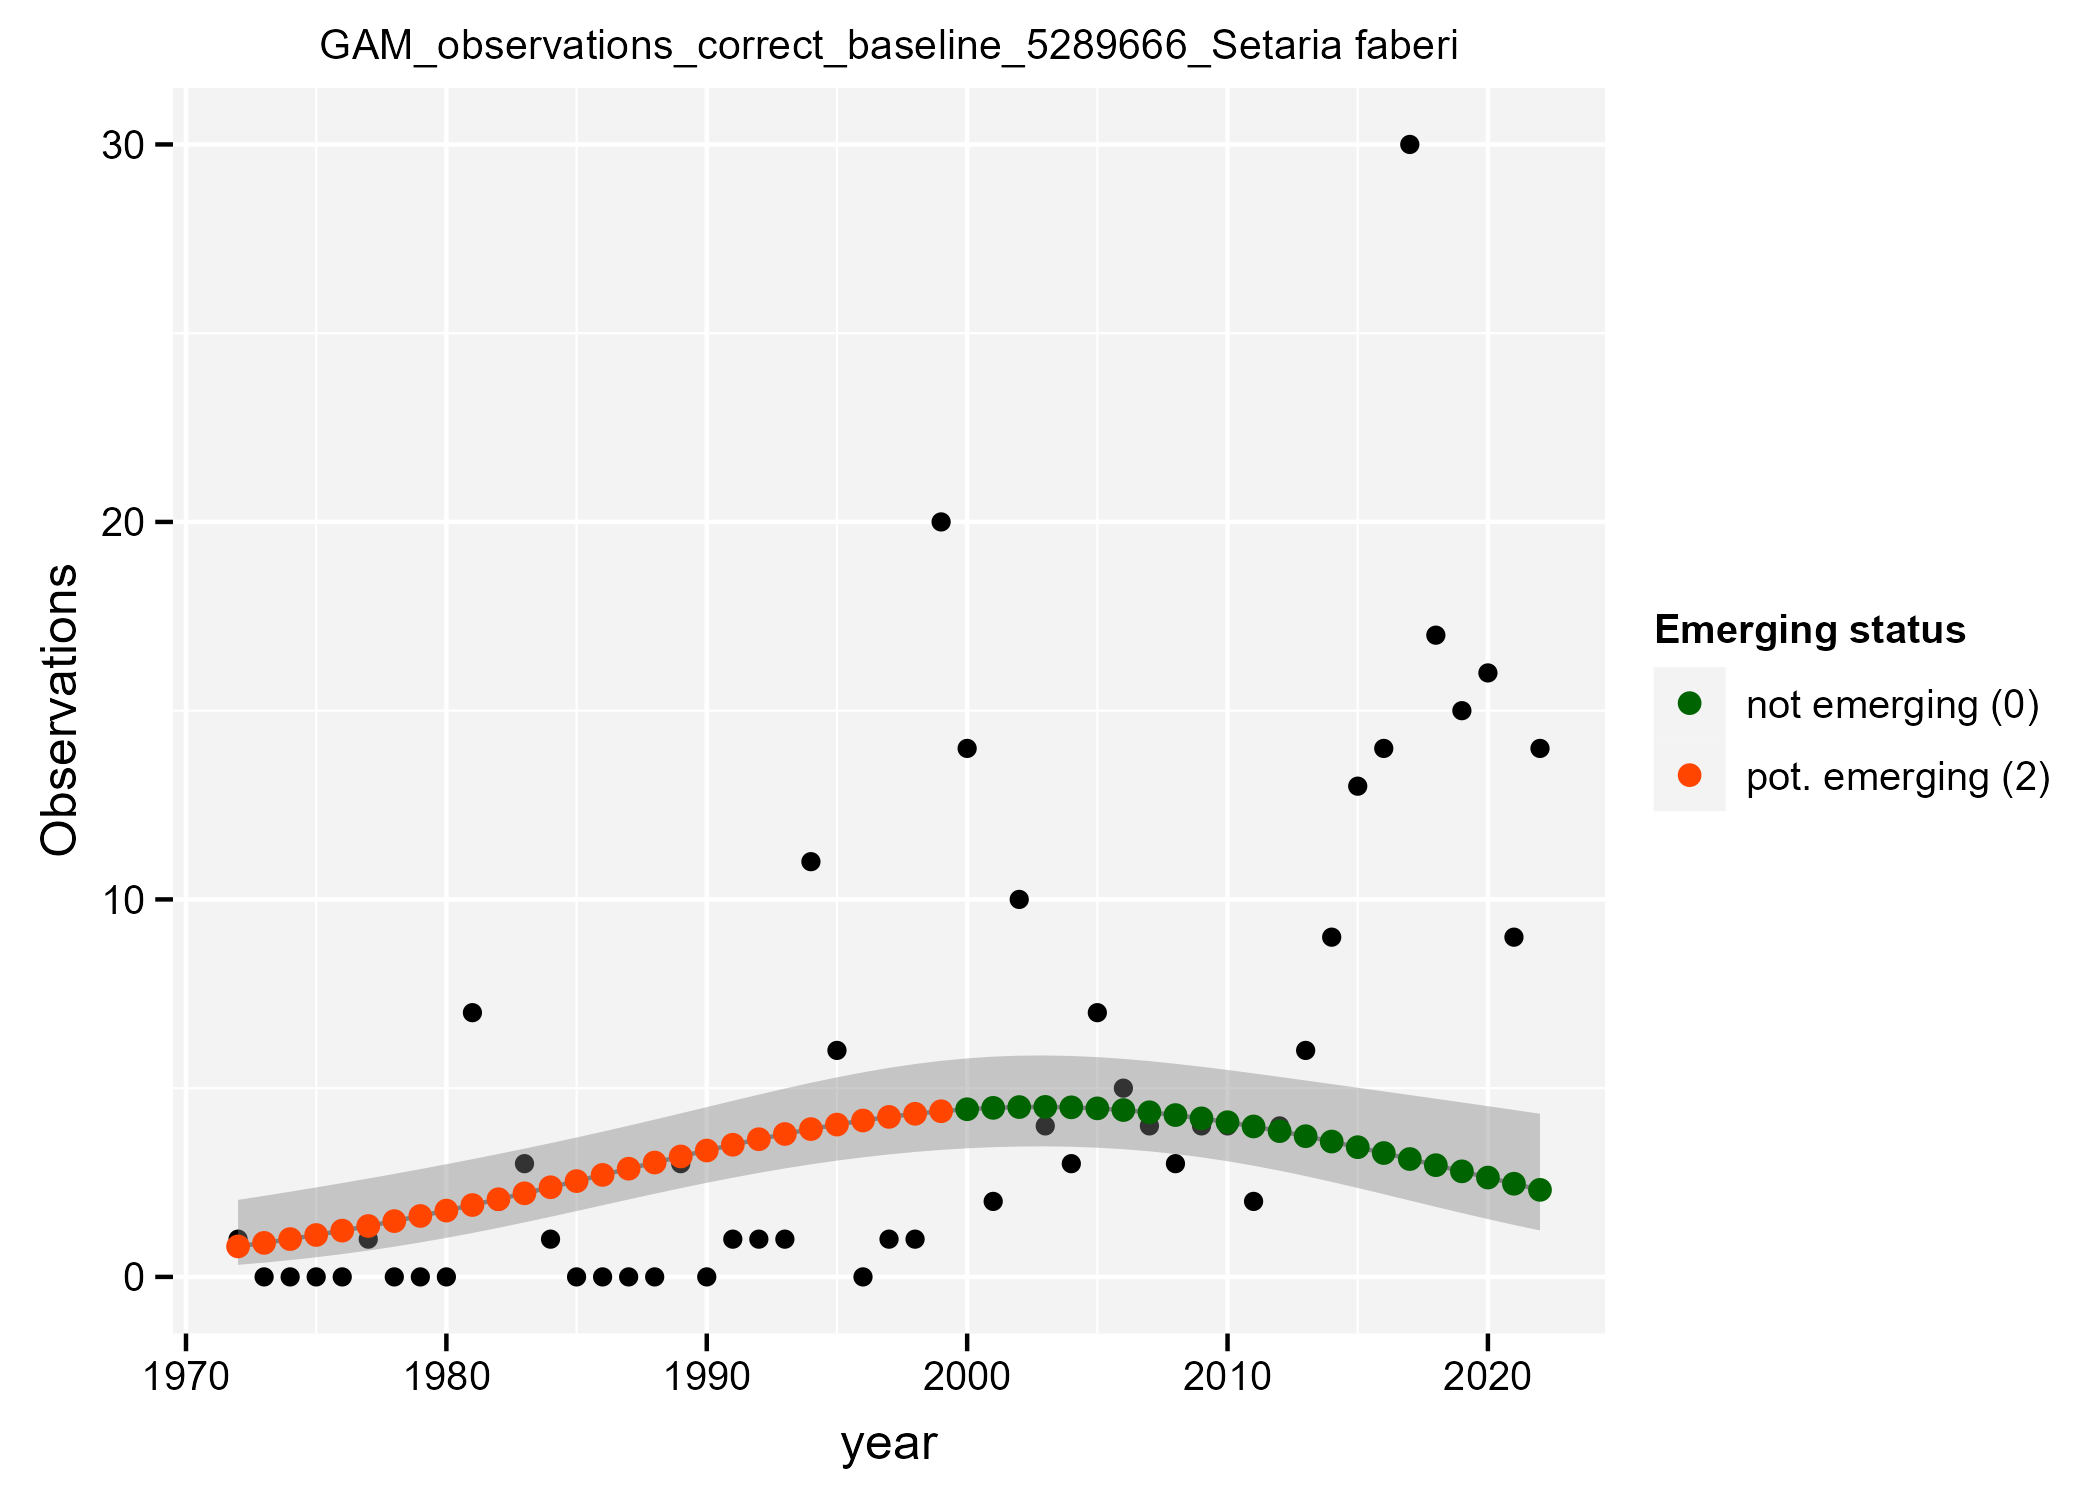 GAM_observations_correct_baseline_5289666_Setaria faberi
30
20
10
0
Observations
1970 1980 1990 2000 2010 2020
year
Emerging status
not emerging (0)
pot. emerging (2)